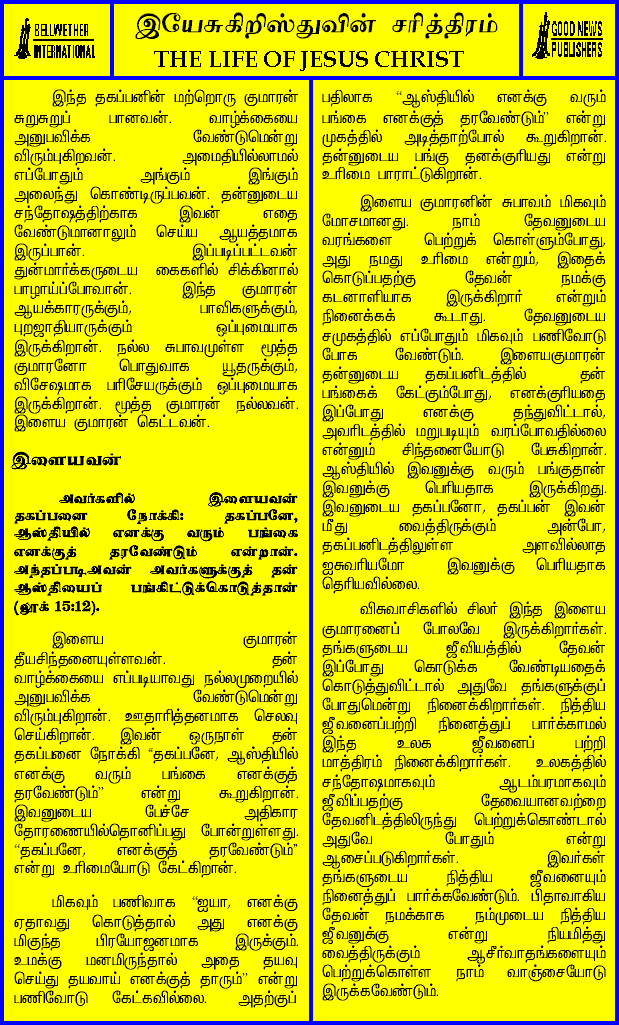 BELLWETHER
INTERNATIONAL
இயேசுகிறிஸ்துவின் சரித்திரம்
THE LIFE OF JESUS CHRIST
GOOD NEWS
PUBLISHERS
இந்த தகப்பனின் மற்றொரு குமாரன்
சுறுசுறுப் பானவன். வாழ்க்கையை
அனுபவிக்க வேண்டுமென்று
விரும்புகிறவன். அமைதியில்லாமல்
எப்போதும் அங்கும் இங்கும்
அலைந்து கொண்டிருப்பவன். தன்னுடைய
சந்தோஷத்திற்காக இவன் எதை
வேண்டுமானாலும் செய்ய ஆயத்தமாக
இருப்பான். இப்படிப்பட்டவன்
துன்மார்க்கருடைய கைகளில் சிக்கினால்
பாழாய்ப்போவான். இந்த குமாரன்
ஆயக்காரருக்கும், பாவிகளுக்கும்,
புறஜாதியாருக்கும் ஒப்புமையாக
இருக்கிறான். நல்ல சுபாவமுள்ள மூத்த
குமாரனோ பொதுவாக யூதருக்கும்,
விசேஷமாக பரிசேயருக்கும் ஒப்புமையாக
இருக்கிறான். மூத்த குமாரன் நல்லவன்.
இளைய குமாரன் கெட்டவன்.
இளையவன்
அவர்களில் இளையவன்
தகப்பனை நோக்கி: தகப்பனே,
ஆஸ்தியில் எனக்கு வரும் பங்கை
எனக்குத் தரவேண்டும் என்றான்.
அந்தப்படி.அவன் அவர்களுக்குத் தன்
ஆஸ்தியைப் பங்கிட்டுக்கொடுத்தான்
(லூக் 15:12).
இளைய குமாரன்
தீயசிந்தனையுள்ளவன். தன்
வாழ்க்கையை எப்படியாவது நல்லமுறையில்
அனுபவிக்க வேண்டுமென்று
விரும்புகிறான். ஊதாரித்தனமாக செலவு
செய்கிறான். இவன் ஒருநாள் தன்
தகப்பனை நோக்கி "தகப்பனே, ஆஸ்தியில்
எனக்கு வரும் பங்கை எனக்குத்
தரவேண்டும்" என்று கூறுகிறான்.
இவனுடைய பேச்சே அதிகார
தோரணையில்தொனிப்பது போன்றுள்ளது.
"தகப்பனே, எனக்குத் தரவேண்டும்"
என்று உரிமையோடு கேட்கிறான்.
மிகவும் பணிவாக "ஐயா, எனக்கு
ஏதாவது கொடுத்தால் அது எனக்கு
மிகுந்த பிரயோஜனமாக இருக்கும்.
உமக்கு மனமிருந்தால் அதை தயவு
செய்து தயவாய் எனக்குத் தாரும்" என்று
பணிவோடு கேட்கவில்லை. அதற்குப்
பதிலாக "ஆஸ்தியில் எனக்கு வரும்
பங்கை எனக்குத் தரவேண்டும்" என்று
முகத்தில் அடித்தாற்போல் கூறுகிறான்.
தன்னுடைய பங்கு தனக்குரியது என்று
உரிமை பாராட்டுகிறான்.
இளைய குமாரனின் சுபாவம் மிகவும்
மோசமானது. நாம் தேவனுடைய
வரங்களை பெற்றுக் கொள்ளும்போது,
அது நமது உரிமை என்றும், இதைக்
கொடுப்பதற்கு தேவன் நமக்கு
கடனாளியாக இருக்கிறார் என்றும்
நினைக்கக் கூடாது. தேவனுடைய
சமுகத்தில் எப்போதும் மிகவும் பணிவோடு
போக வேண்டும். இளையகுமாரன்
தன்னுடைய தகப்பனிடத்தில் தன்
பங்கைக் கேட்கும்போது, எனக்குரியதை
இப்போது எனக்கு தந்துவிட்டால்,
அவரிடத்தில் மறுபடியும் வரப்போவதில்லை
என்னும் சிந்தனையோடு பேசுகிறான்.
ஆஸ்தியில் இவனுக்கு வரும் பங்குதான்
இவனுக்கு பெரியதாக இருக்கிறது.
இவனுடைய தகப்பனோ, தகப்பன் இவன்
மீது வைத்திருக்கும் அன்போ,
தகப்பனிடத்திலுள்ள அளவில்லாத
ஐசுவரியமோ இவனுக்கு பெரியதாக
தெரியவில்லை.
விசுவாசிகளில் சிலர் இந்த இளைய
குமாரனைப் போலவே இருக்கிறார்கள்.
தங்களுடைய ஜீவியத்தில் தேவன்
இப்போது கொடுக்க வேண்டியதைக்
கொடுத்துவிட்டால் அதுவே தங்களுக்குப்
போதுமென்று நினைக்கிறார்கள். நித்திய
ஜீவனைப்பற்றி நினைத்துப் பார்க்காமல்
இந்த உலக ஜீவனைப் பற்றி
மாத்திரம் நினைக்கிறார்கள். உலகத்தில்
சந்தோஷமாகவும் ஆடம்பரமாகவும்
ஜீவிப்பதற்கு தேவையானவற்றை
தேவனிடத்திலிருந்து பெற்றுக்கொண்டால்
அதுவே போதும் என்று
ஆசைப்படுகிறார்கள். இவர்கள்
தங்களுடைய நித்திய ஜீவனையும்
நினைத்துப் பார்க்கவேண்டும். பிதாவாகிய
தேவன் நமக்காக நம்முடைய நித்திய
ஜீவனுக்கு என்று நியமித்து
வைத்திருக்கும் ஆசீர்வாதங்களையும்
பெற்றுக்கொள்ள நாம் வாஞ்சையோடு
இருக்கவேண்டும்.